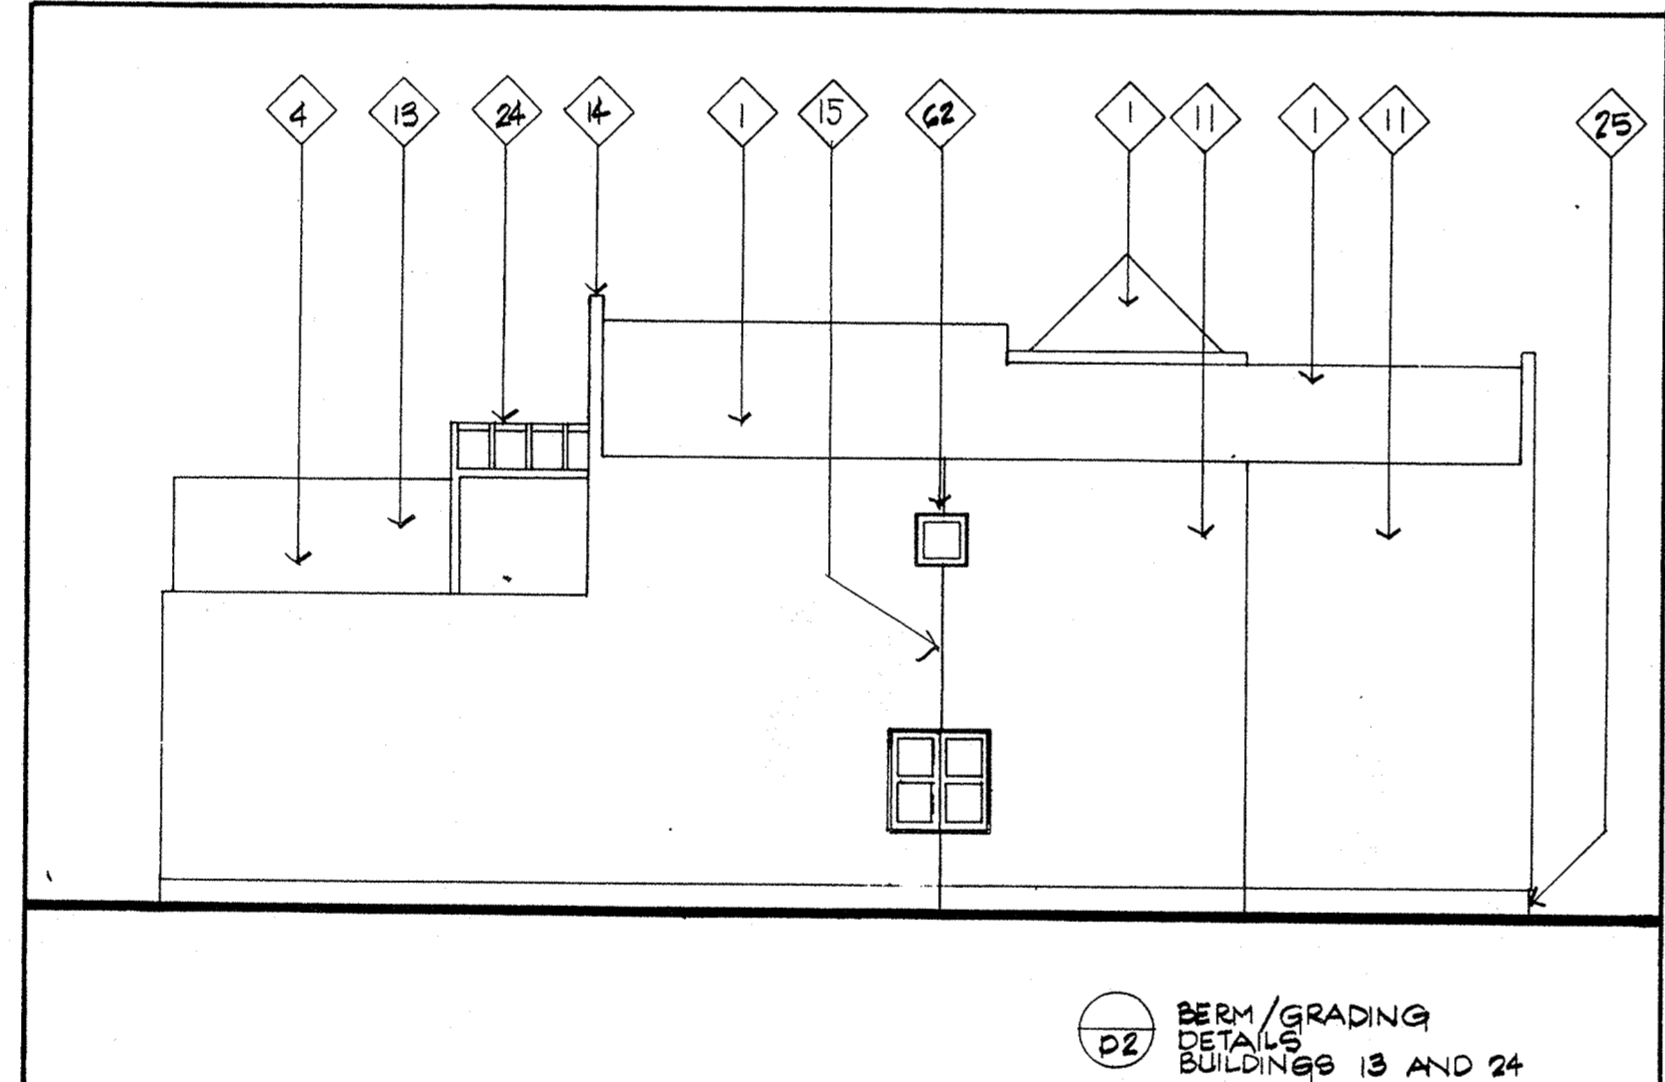 4 13 24 14 1 15 62 1 11 1 11 25
BERM/GRADING
D2 DETAILS
BUILDINGS 13 AND 24